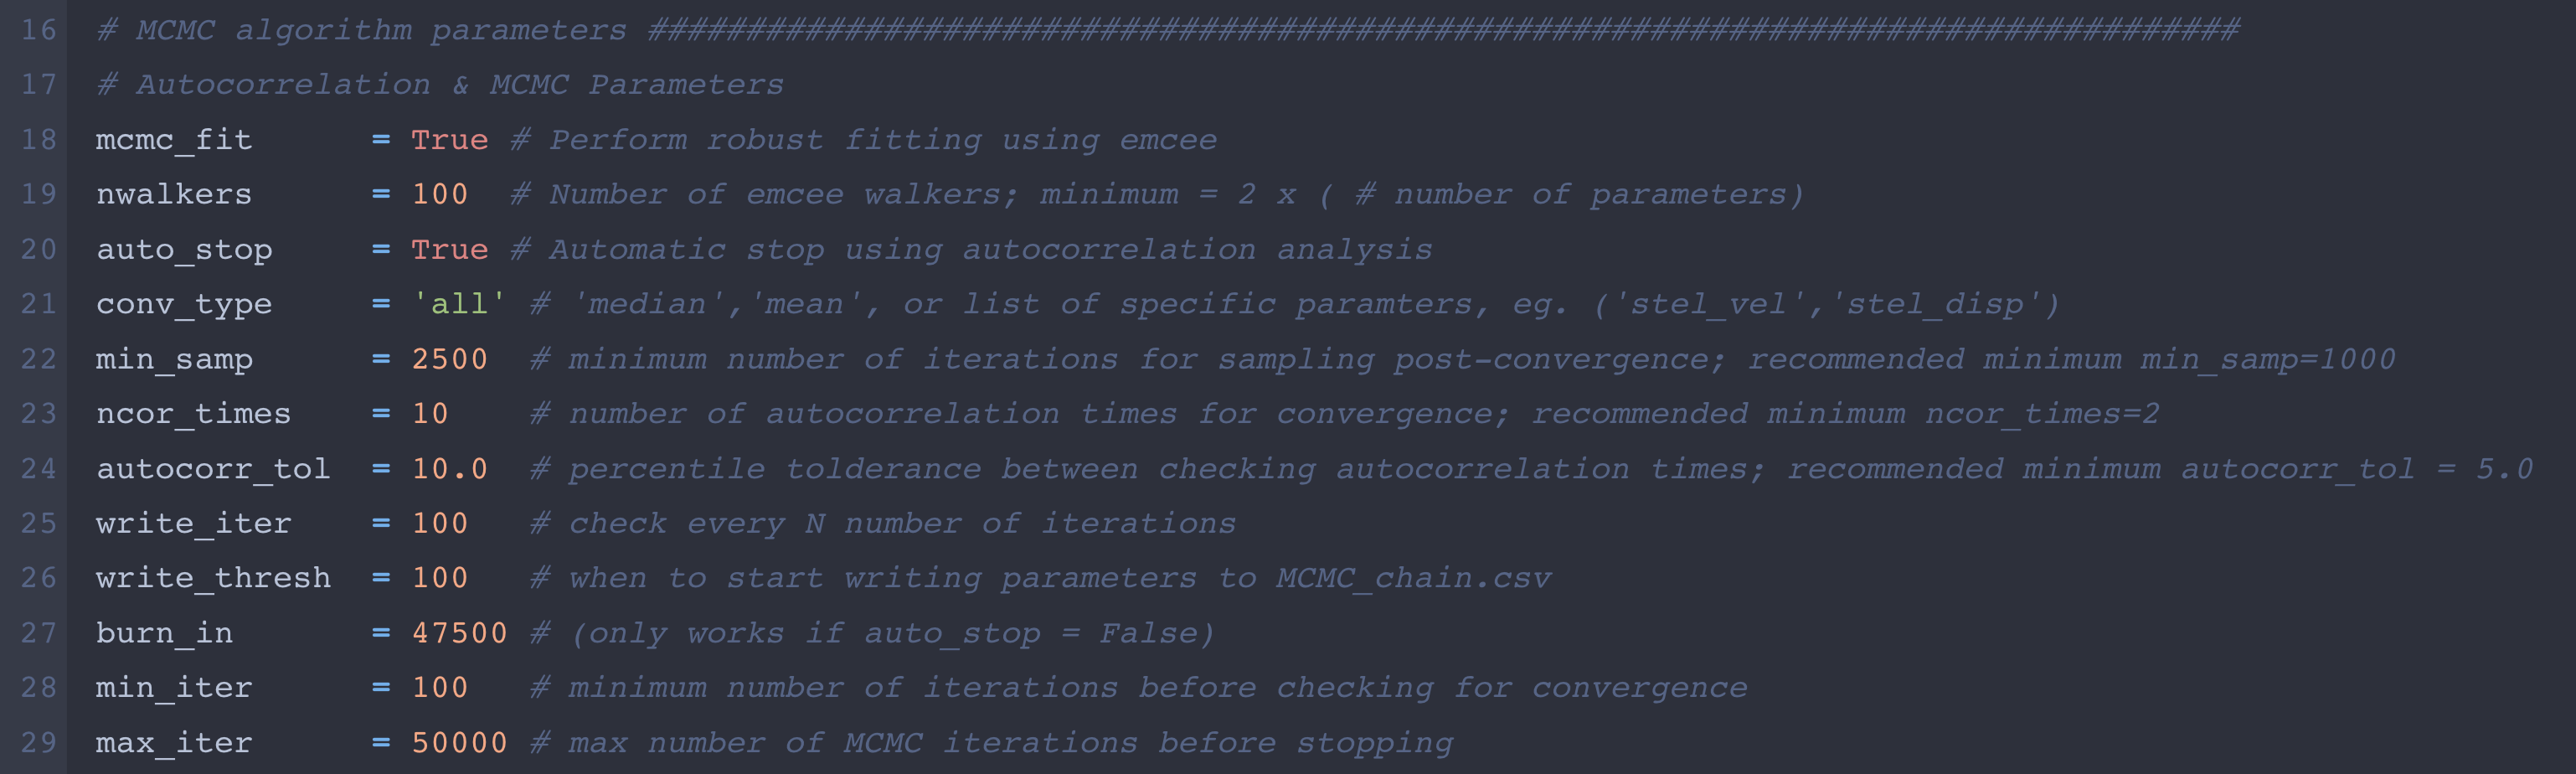 16 # MCMC algorithm parameters #################################################################################
17 # Autocorrelation & MCMC Parameters
18 mcmc_fit      = True # Perform robust fitting using emcee
19 nwalkers      = 100  # Number of emcee walkers; minimum = 2 x ( # number of parameters)
20 auto_stop     = True # Automatic stop using autocorrelation analysis
21 conv_type     = 'all' # 'median','mean', or list of specific paramters, eg. ('stel_vel','stel_disp')
22 min_samp      = 2500  # minimum number of iterations for sampling post-convergence; recommended minimum min_samp=1000
23 ncor_times    = 10    # number of autocorrelation times for convergence; recommended minimum ncor_times=2
24 autocorr_tol  = 10.0  # percentile tolderance between checking autocorrelation times; recommended minimum autocorr_tol = 5.0
25 write_iter    = 100   # check every N number of iterations
26 write_thresh  = 100   # when to start writing parameters to MCMC_chain.csv
27 burn_in       = 47500 # (only works if auto_stop = False)
28 min_iter      = 100   # minimum number of iterations before checking for convergence
29 max_iter      = 50000 # max number of MCMC iterations before stopping